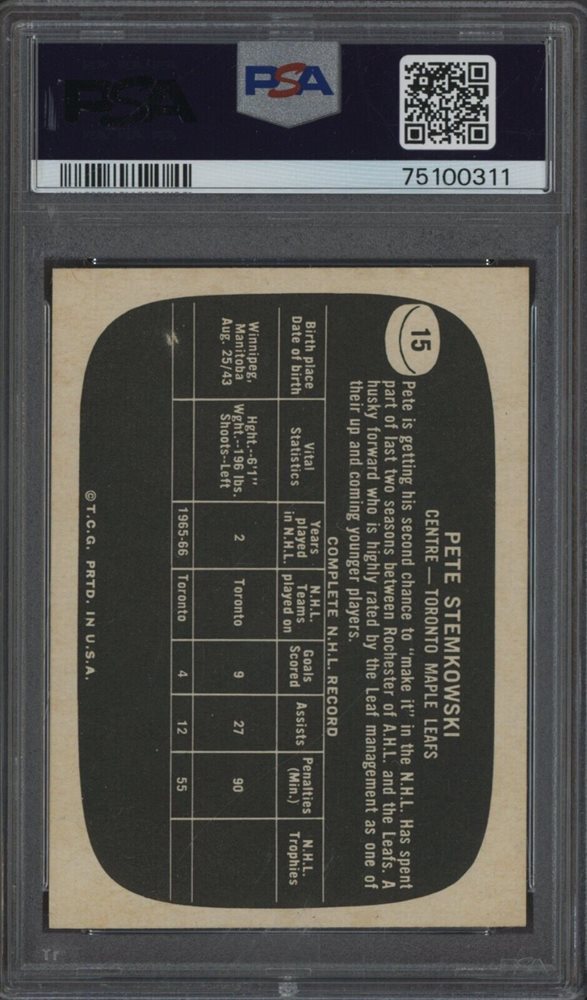 PSA
PSA
75100311
15
PETE STEMKOWSKI
CENTRE — TORONTO MAPLE LEAFS
Pete is getting his second chance to "make it" in the N.H.L. Has spent
part of last two seasons between Rochester of A.H.L. and the Leafs. A
husky forward who is highly rated by the Leaf management as one of
their up and coming younger players.
COMPLETE N.H.L. RECORD
Birth place Date of birth | Vital Statistics | Years played in N.H.L. | N.H.L. Teams played on | Goals Scored | Assists | Penalties (Min.) | N.H.L. Trophies
Winnipeg, Manitoba Aug. 25/43 | Hght.--6'1" Wght.--196 lbs. Shoots--Left | 2 | Toronto | 9 | 27 | 90
1965-66 | Toronto | 4 | 12 | 55
©T.C.G. PRTD. IN U.S.A.